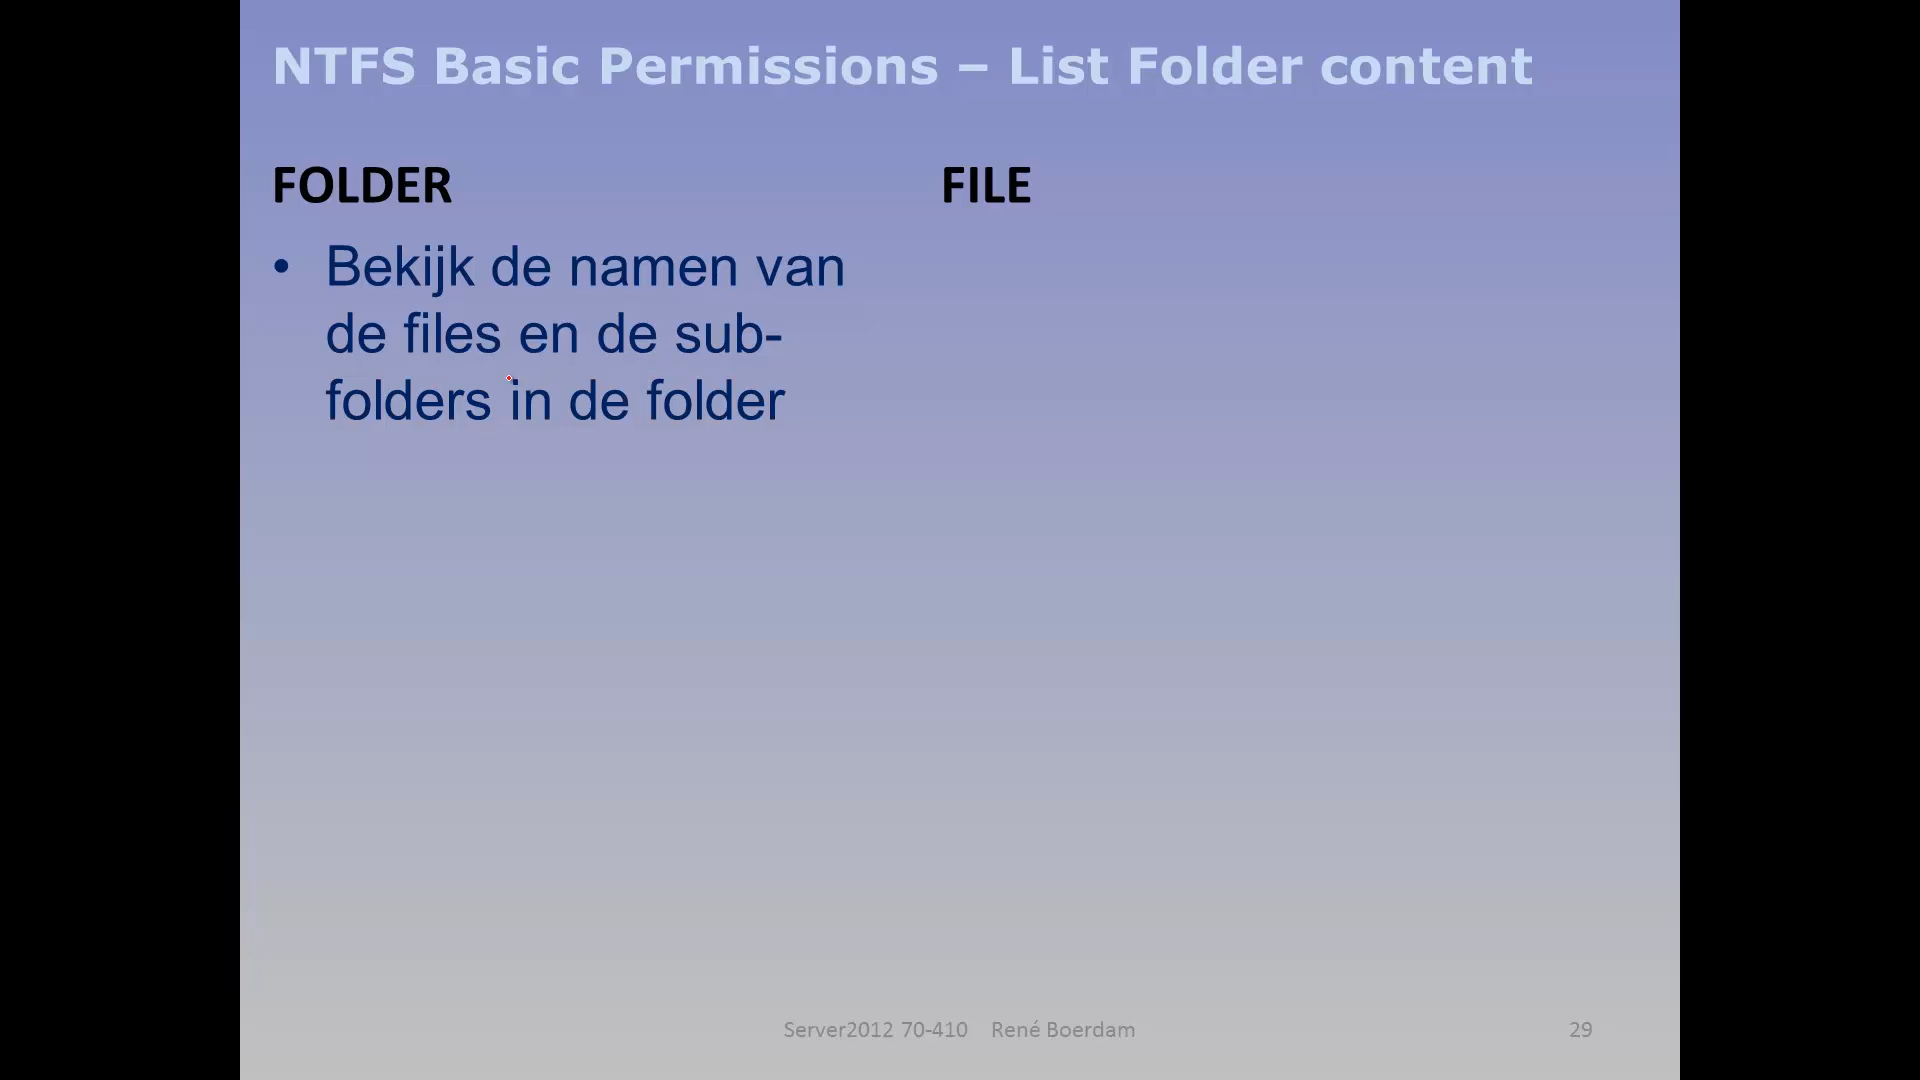 NTFS Basic Permissions – List Folder content
FOLDER
• Bekijk de namen van
de files en de sub-
folders in de folder
FILE
Server2012 70-410 René Boerdam
29